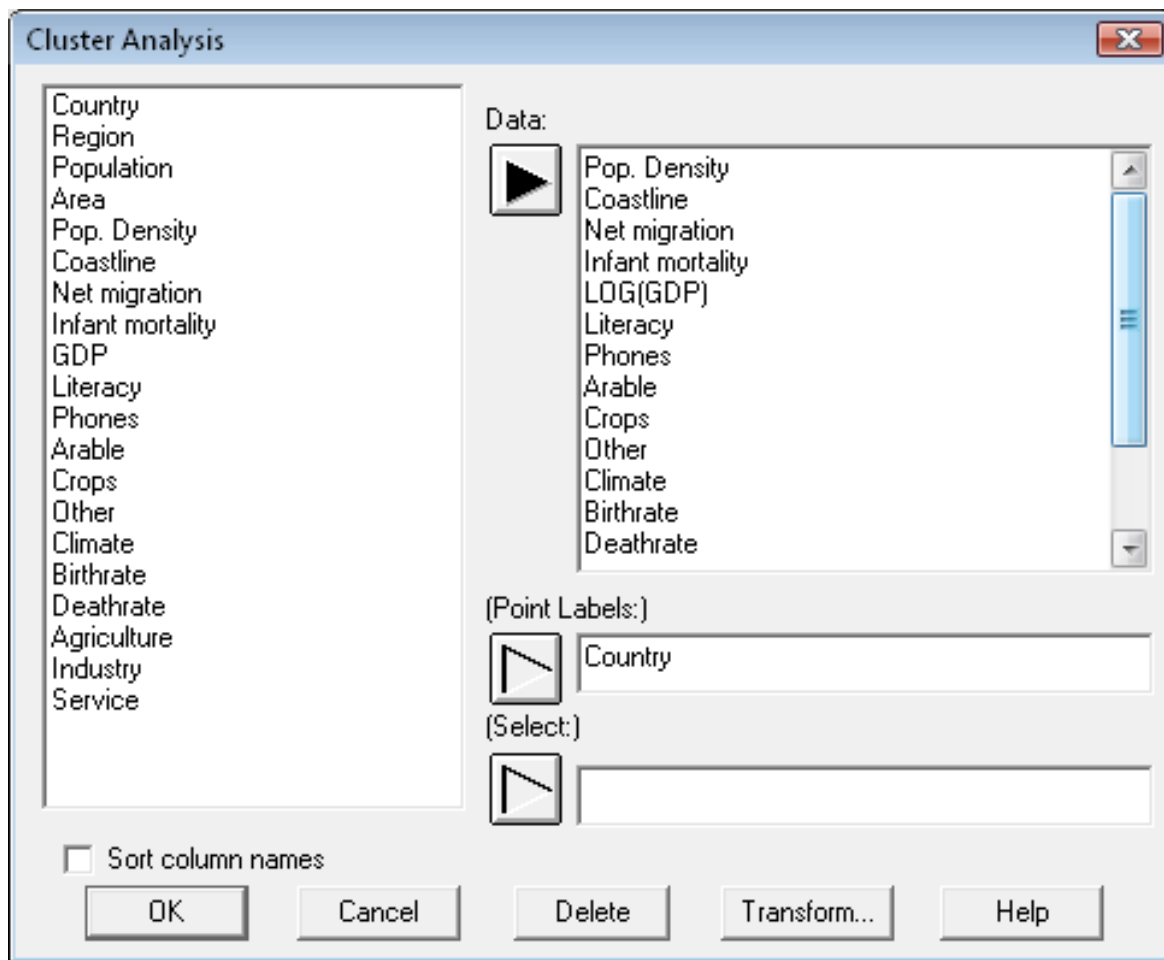 Cluster Analysis
Country
Region
Population
Area
Pop. Density
Coastline
Net migration
Infant mortality
GDP
Literacy
Phones
Arable
Crops
Other
Climate
Birthrate
Deathrate
Agriculture
Industry
Service
Data:
Pop. Density
Coastline
Net migration
Infant mortality
LOG(GDP)
Literacy
Phones
Arable
Crops
Other
Climate
Birthrate
Deathrate
(Point Labels:)
Country
(Select:)
Sort column names
OK Cancel Delete Transform... Help